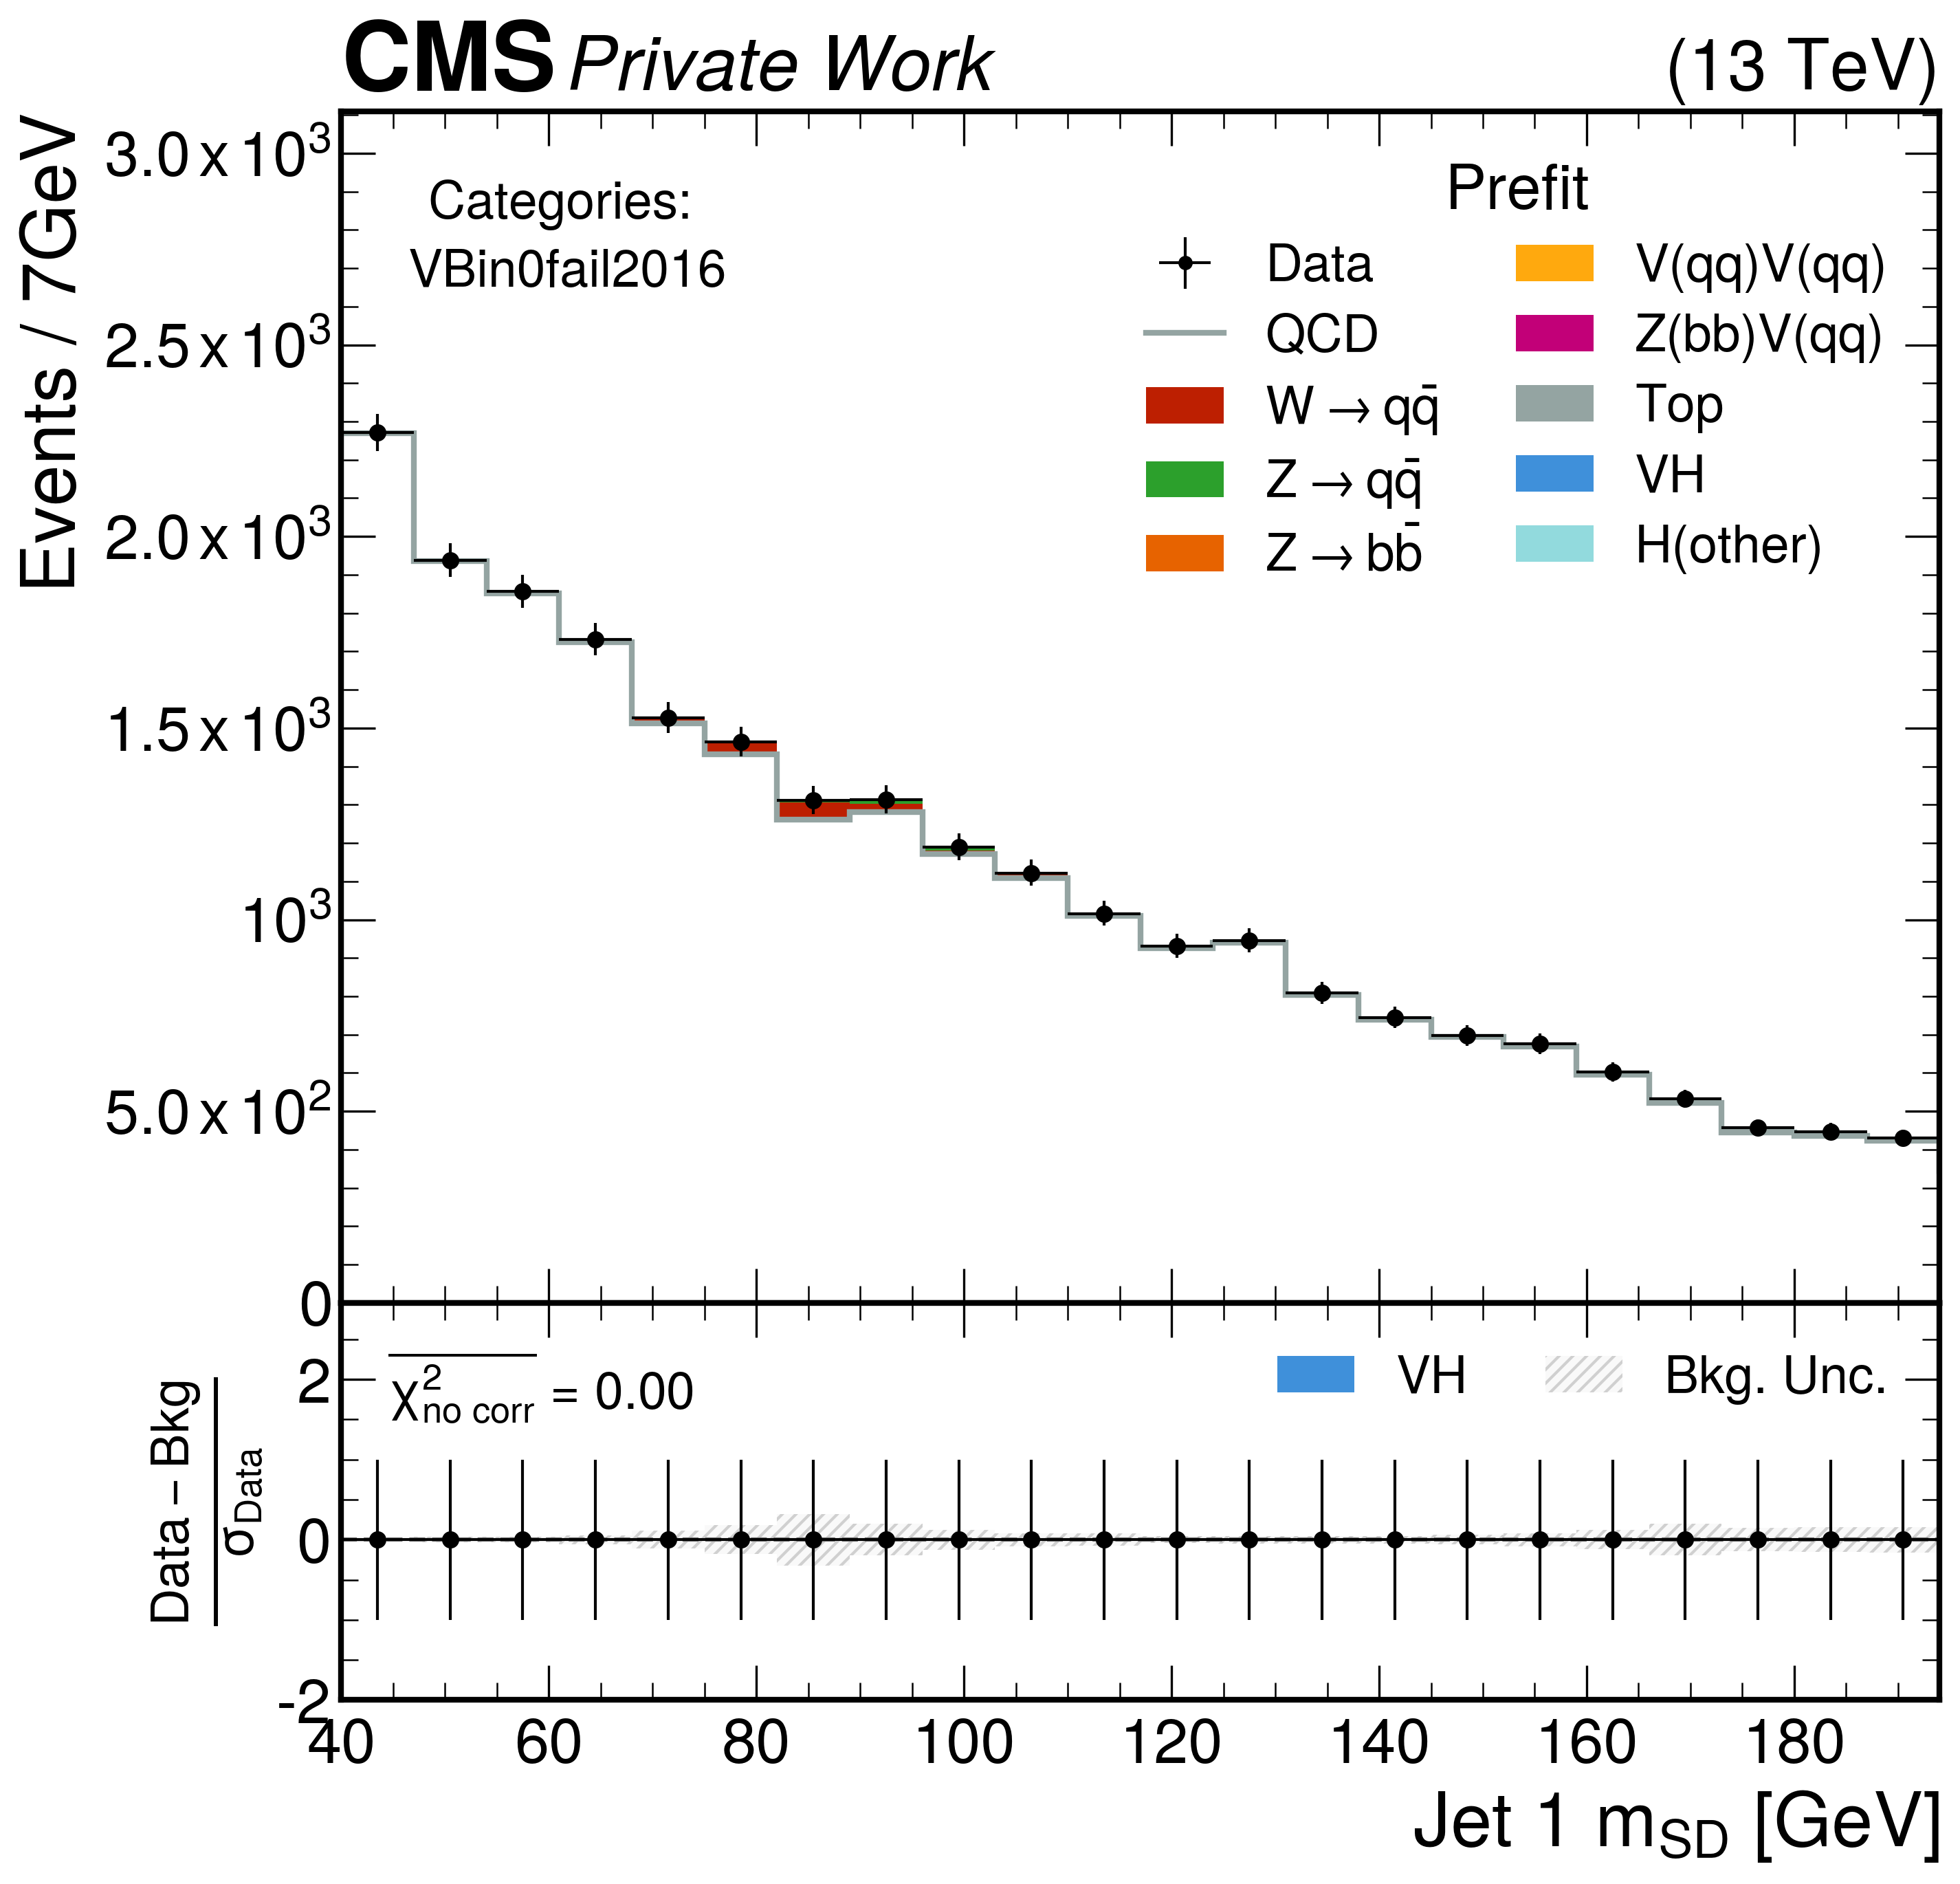 CMS Private Work (13 TeV)
Events / 7GeV
3.0 x 10³
2.5 x 10³
2.0 x 10³
1.5 x 10³
10³
5.0 x 10²
0
Categories:
VBin0fail2016
Prefit
Data
QCD
W → qq̄
Z → qq̄
Z → bb̄
V(qq)V(qq)
Z(bb)V(qq)
Top
VH
H(other)
Data – Bkg
σ_Data
2
0
-2
χ²_no corr = 0.00
VH
Bkg. Unc.
40 60 80 100 120 140 160 180
Jet 1 m_SD [GeV]